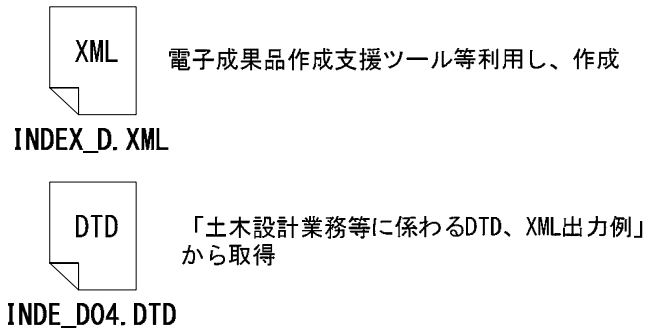 XML
電子成果品作成支援ツール等利用し、作成
INDEX_D.XML
DTD
「土木設計業務等に係わるDTD、XML出力例」
から取得
INDE_D04.DTD